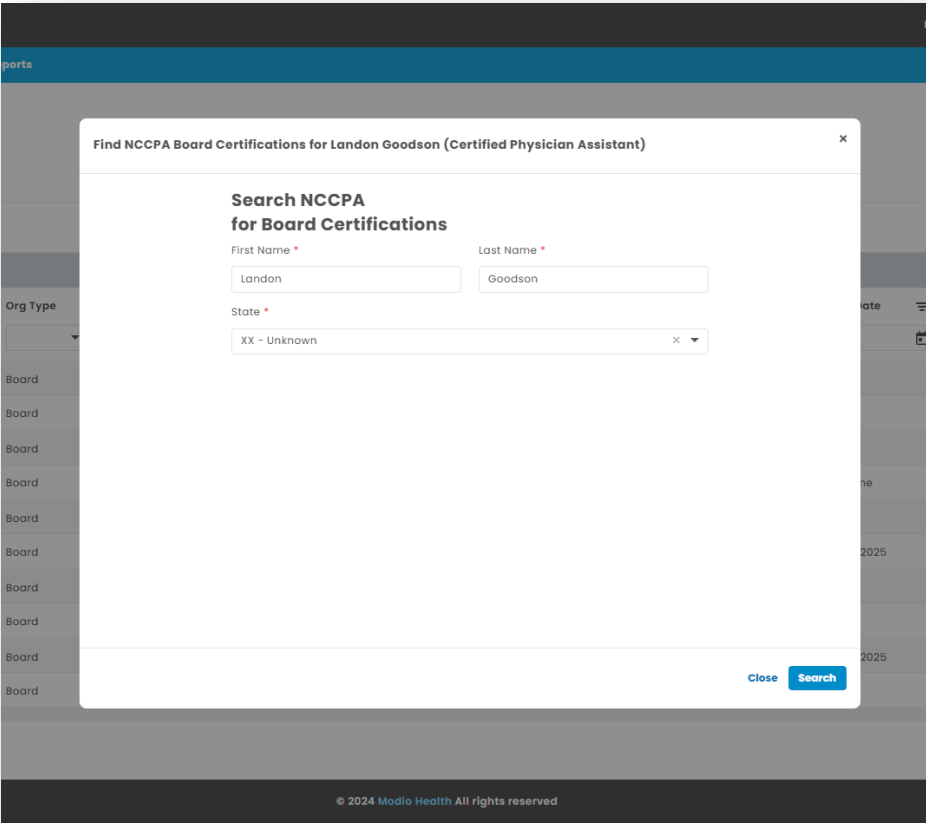 ports
Find NCCPA Board Certifications for Landon Goodson (Certified Physician Assistant)
×
Search NCCPA
for Board Certifications
First Name *
Last Name *
Landon
Goodson
State *
XX - Unknown
×
Org Type
Board
Board
Board
Board
Board
Board
2025
Board
Board
Board
2025
Board
Close
Search
© 2024 Modio Health All rights reserved